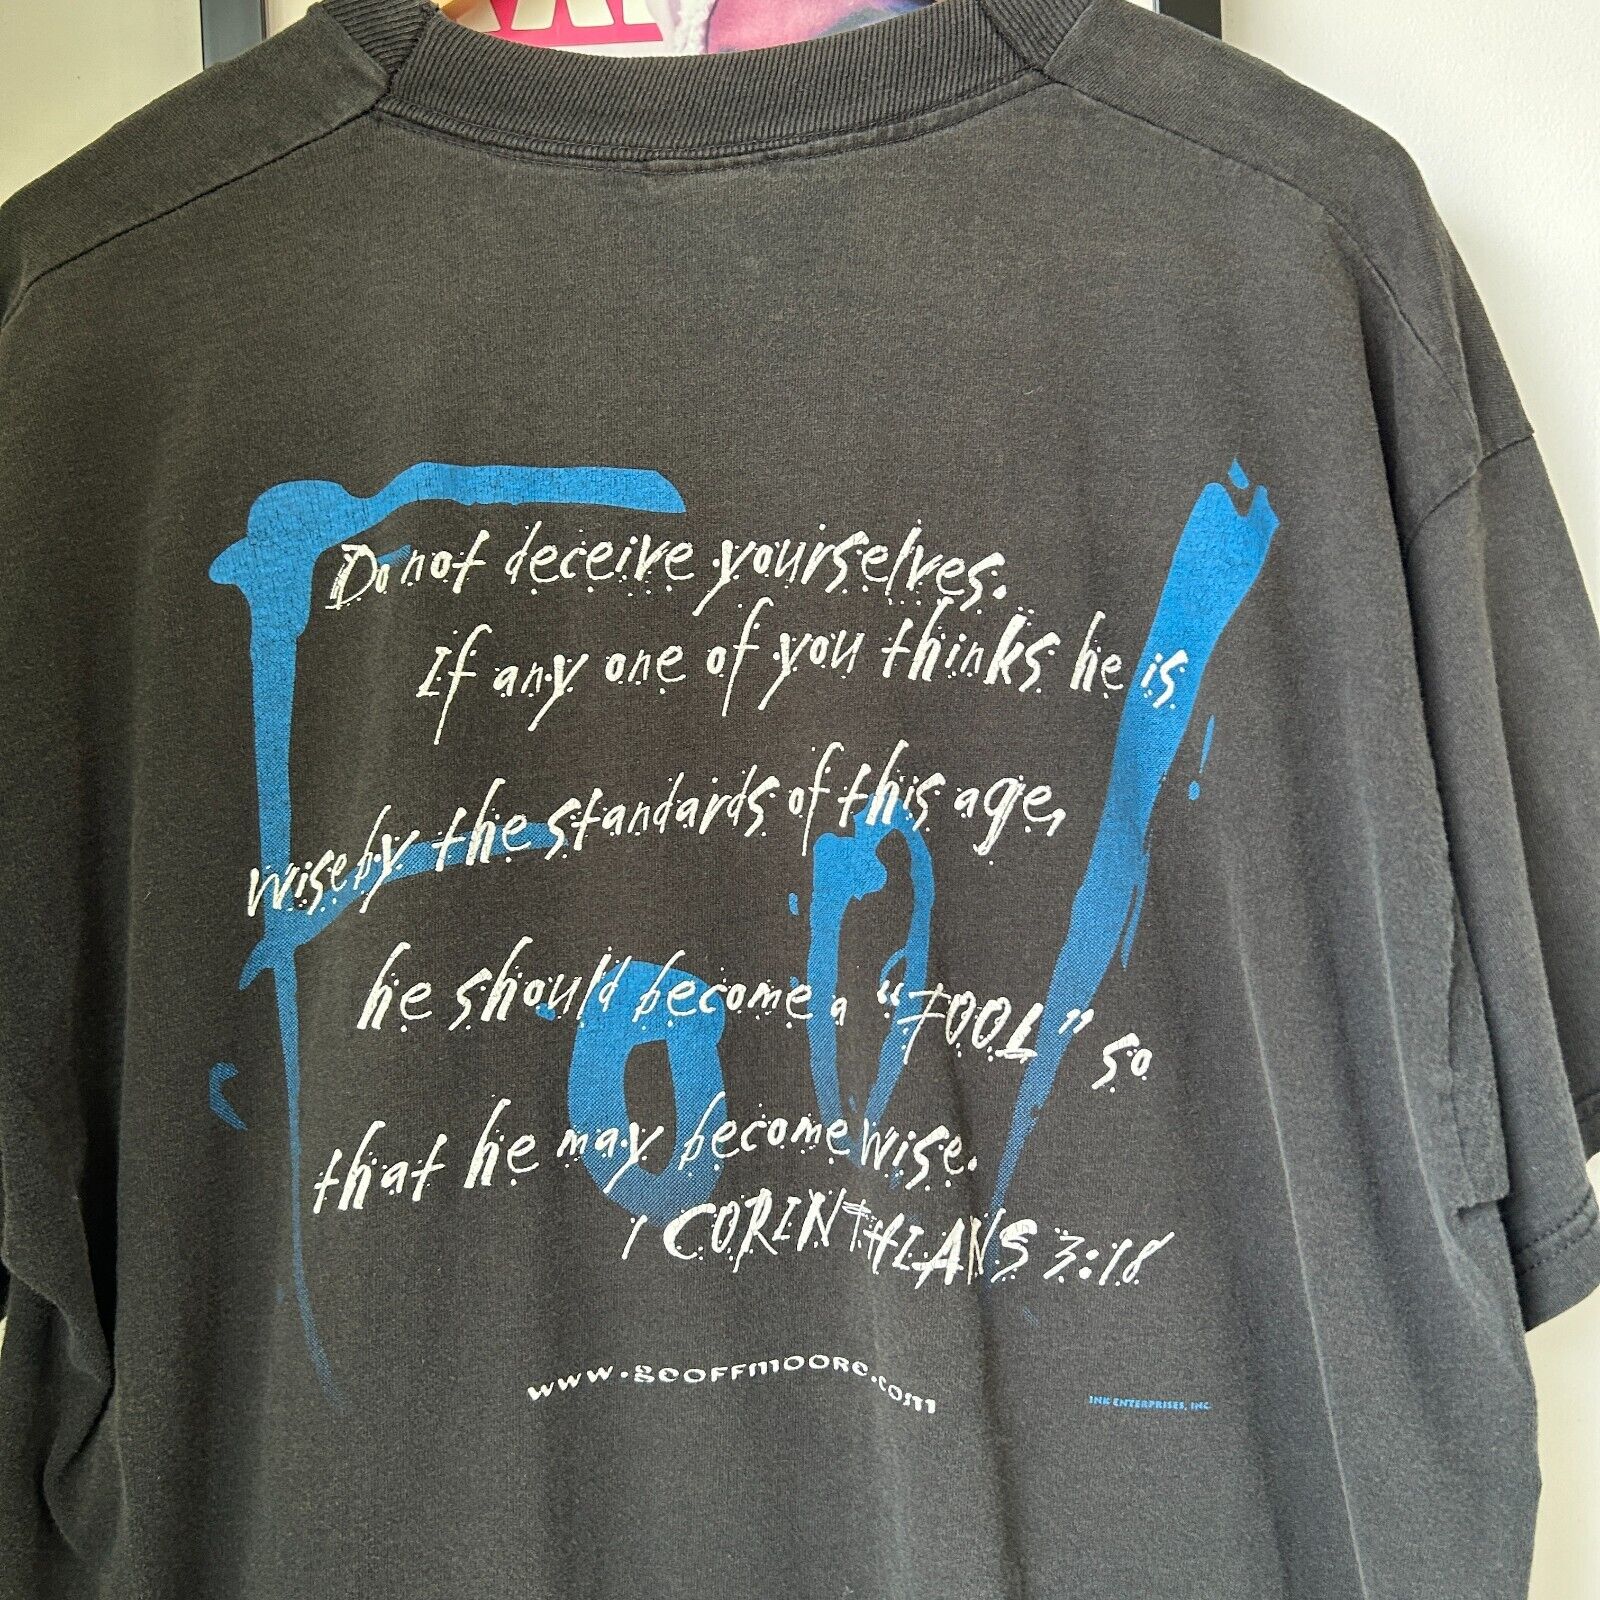 Do not deceive yourselves.
If any one of you thinks he is
wise by the standards of this age,
he should become a "FOOL" so
that he may become wise.
1 CORINTHIANS 3:18
Fool
www.geoffmoore.com
INK ENTERPRISES, INC.